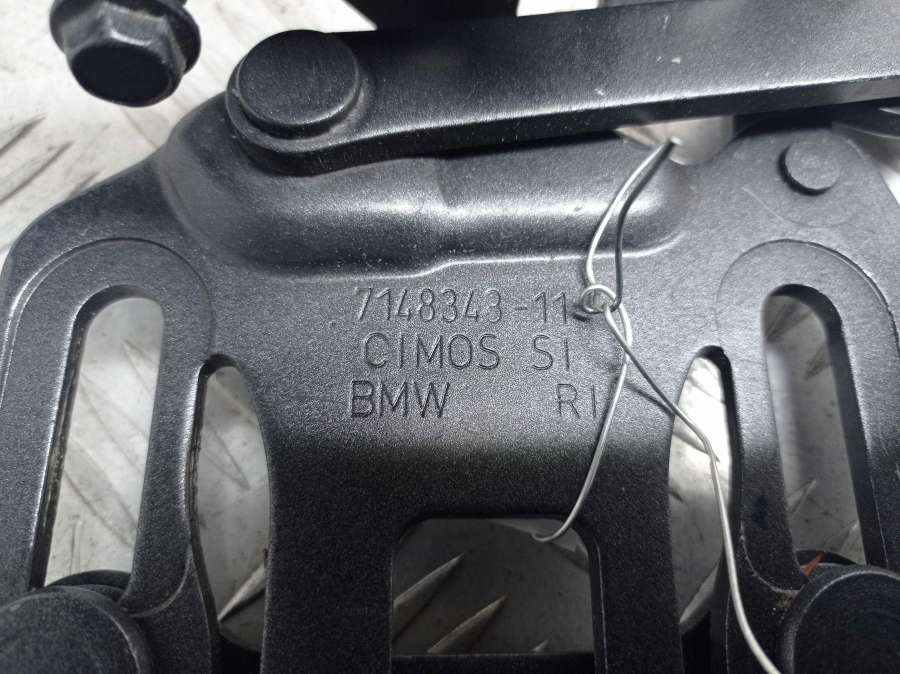 7148343-11
CIMOS SI
BMW RI